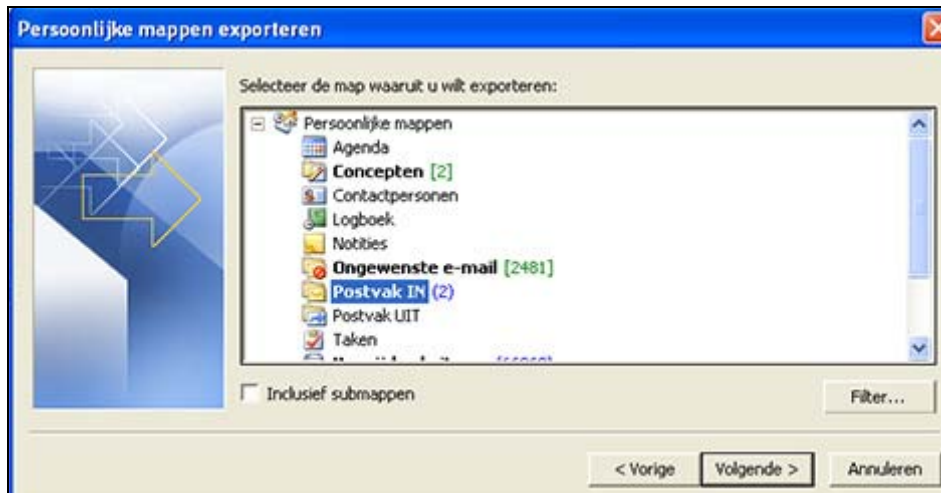 Persoonlijke mappen exporteren
Selecteer de map waaruit u wilt exporteren:
Persoonlijke mappen
Agenda
Concepten [2]
Contactpersonen
Logboek
Notities
Ongewenste e-mail [2481]
Postvak IN (2)
Postvak UIT
Taken
Inclusief submappen
Filter...
< Vorige Volgende > Annuleren